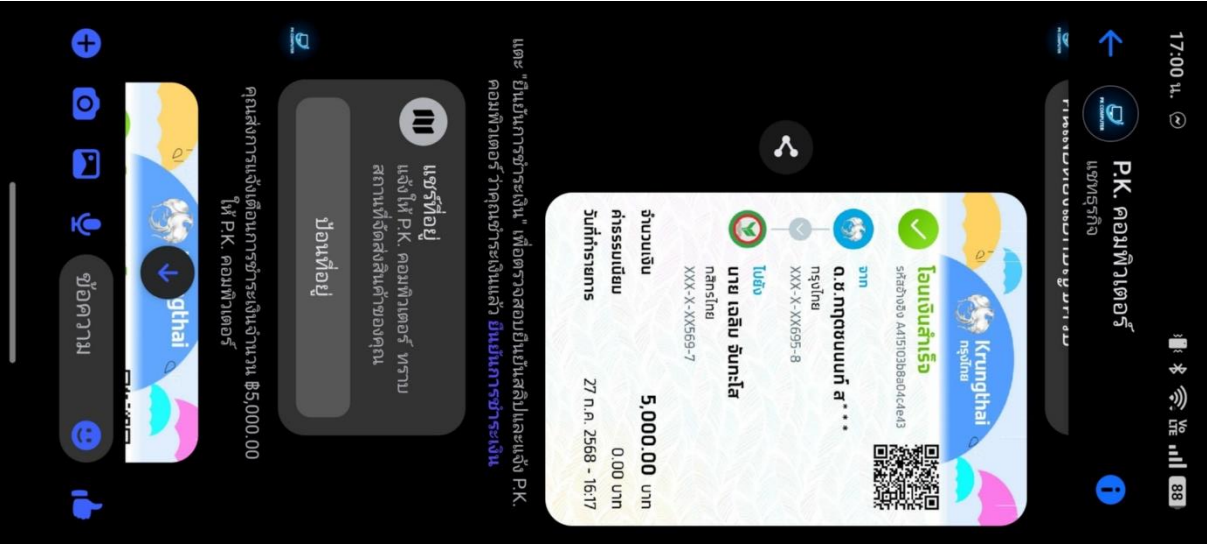 17:00 น.
VO
LTE
88
P.K. คอมพิวเตอร์
แชทธุรกิจ
PK COMPUTER
Krungthai
กรุงไทย
โอนเงินสำเร็จ
รหัสอ้างอิง A415103b8a04c4e43
จาก
ด.ช.กฤตชนนท์ ส***
กรุงไทย
XXX-X-XX695-8
ไปยัง
นาย เฉลิม จันทะโส
กสิกรไทย
XXX-X-XX569-7
จำนวนเงิน 5,000.00 บาท
ค่าธรรมเนียม 0.00 บาท
วันที่ทำรายการ 27 ก.ค. 2568 - 16:17
แตะ "ยืนยันการชำระเงิน" เพื่อตรวจสอบยืนยันสลิปและแจ้ง P.K.
คอมพิวเตอร์ ว่าคุณชำระเงินแล้ว ยืนยันการชำระเงิน
แชร์ที่อยู่
แจ้งให้ P.K. คอมพิวเตอร์ ทราบ
สถานที่จัดส่งสินค้าของคุณ
ป้อนที่อยู่
คุณส่งการแจ้งเตือนการชำระเงินจำนวน ฿5,000.00
ให้ P.K. คอมพิวเตอร์
ข้อความ